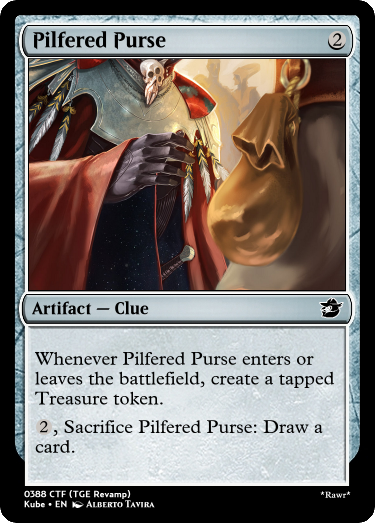 Pilfered Purse 2
Artifact — Clue
Whenever Pilfered Purse enters or
leaves the battlefield, create a tapped
Treasure token.
2, Sacrifice Pilfered Purse: Draw a
card.
0388 CTF (TGE Revamp)
Kube • EN Alberto Tavira
*Rawr*